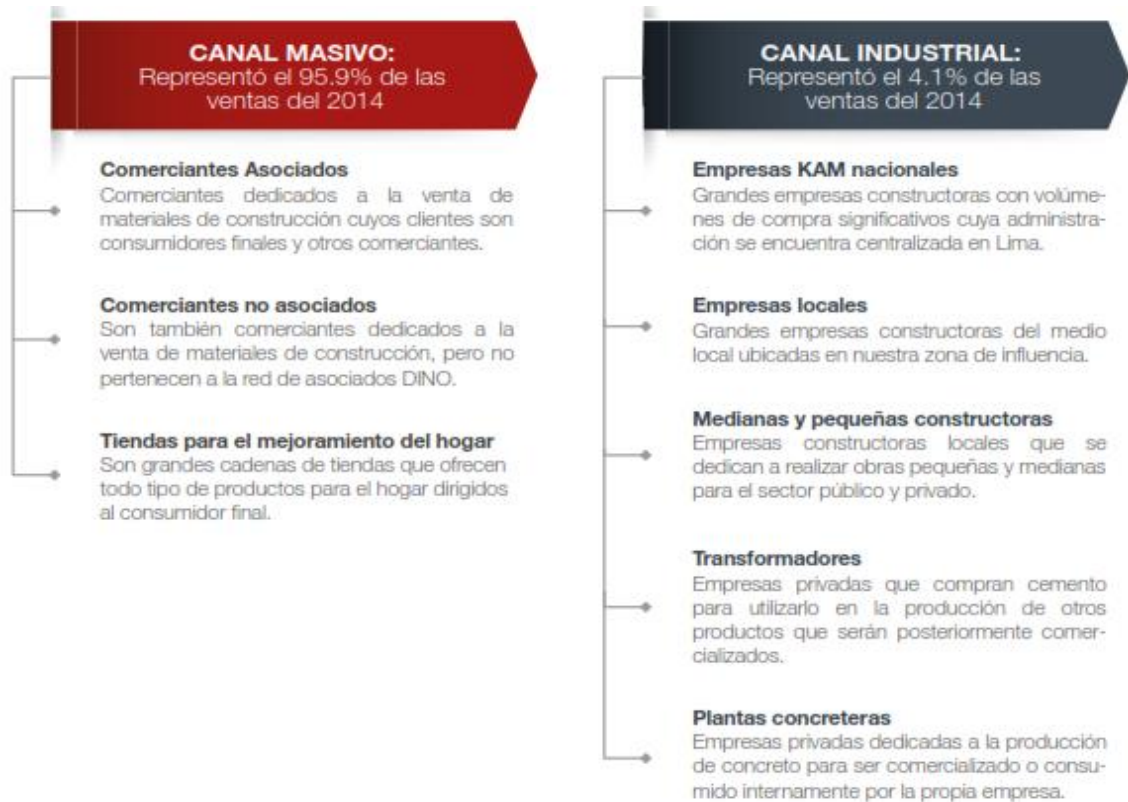 CANAL MASIVO:
Representó el 95.9% de las
ventas del 2014
Comerciantes Asociados
Comerciantes dedicados a la venta de
materiales de construcción cuyos clientes son
consumidores finales y otros comerciantes.
Comerciantes no asociados
Son también comerciantes dedicados a la
venta de materiales de construcción, pero no
pertenecen a la red de asociados DINO.
Tiendas para el mejoramiento del hogar
Son grandes cadenas de tiendas que ofrecen
todo tipo de productos para el hogar dirigidos
al consumidor final.
CANAL INDUSTRIAL:
Representó el 4.1% de las
ventas del 2014
Empresas KAM nacionales
Grandes empresas constructoras con volúme-
nes de compra significativos cuya administra-
ción se encuentra centralizada en Lima.
Empresas locales
Grandes empresas constructoras del medio
local ubicadas en nuestra zona de influencia.
Medianas y pequeñas constructoras
Empresas constructoras locales que se
dedican a realizar obras pequeñas y medianas
para el sector público y privado.
Transformadores
Empresas privadas que compran cemento
para utilizarlo en la producción de otros
productos que serán posteriormente comer-
cializados.
Plantas concreteras
Empresas privadas dedicadas a la producción
de concreto para ser comercializado o consu-
mido internamente por la propia empresa.